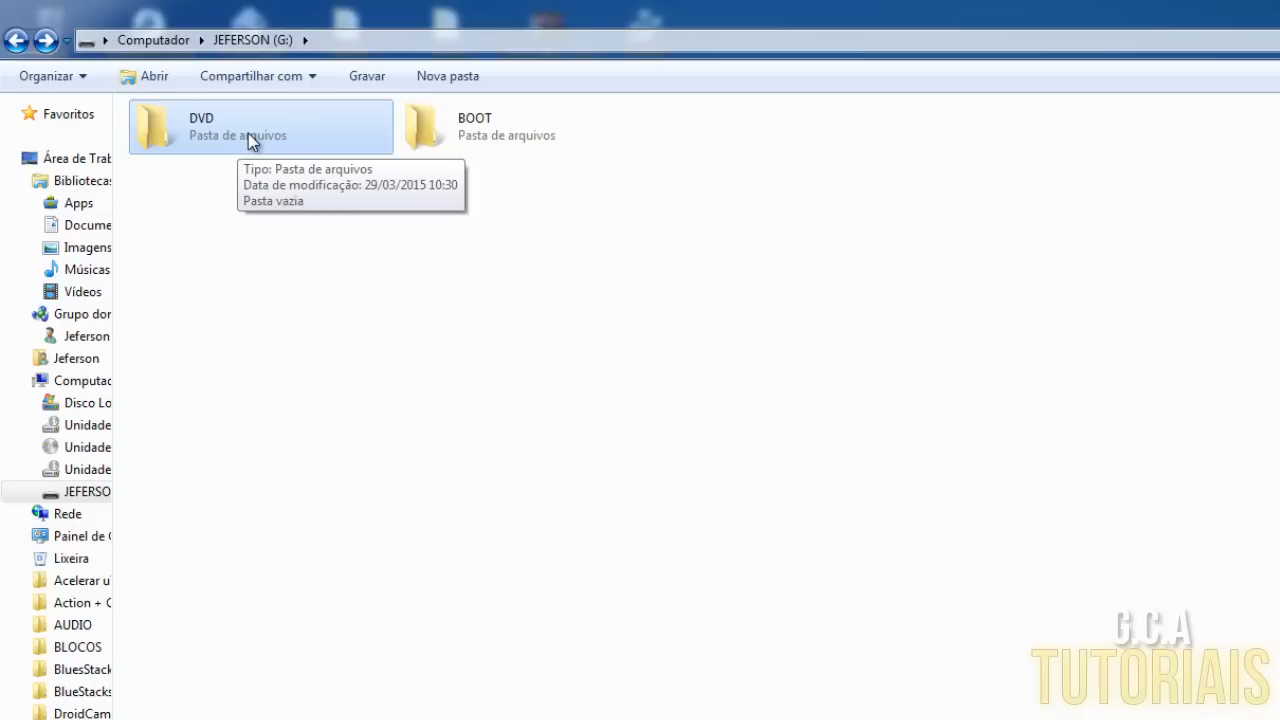 Computador JEFERSON (G:)
Organizar Abrir Compartilhar com Gravar Nova pasta
Favoritos
Área de Trab
Bibliotecas
Apps
Docume
Imagens
Músicas
Vídeos
Grupo dor
Jeferson
Jeferson
Computad
Disco Lo
Unidade
Unidade
Unidade
JEFERSO
Rede
Painel de C
Lixeira
Acelerar u
Action + C
AUDIO
BLOCOS
BluesStack
BlueStacks
DroidCam
DVD
Pasta de arquivos
BOOT
Pasta de arquivos
Tipo: Pasta de arquivos
Data de modificação: 29/03/2015 10:30
Pasta vazia
G.C.A
TUTORIAIS